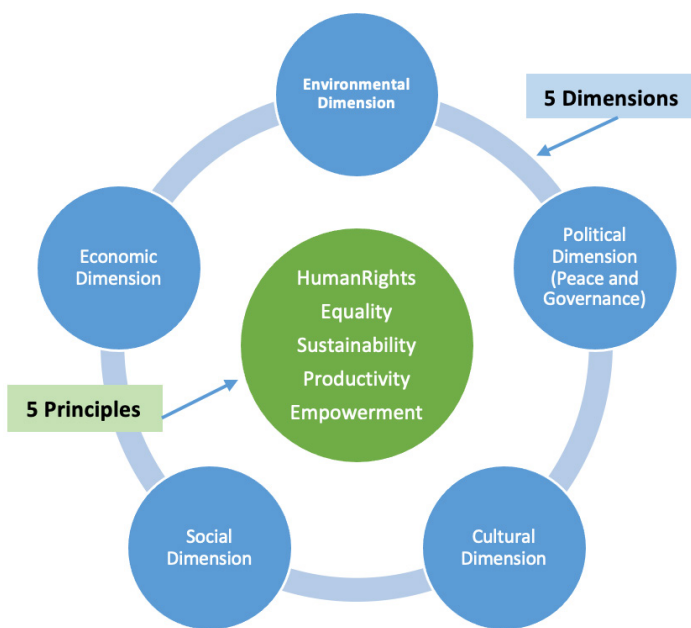 Environmental
Dimension
5 Dimensions
Economic
Dimension
Political
Dimension
(Peace and
Governance)
HumanRights
Equality
Sustainability
Productivity
Empowerment
5 Principles
Social
Dimension
Cultural
Dimension